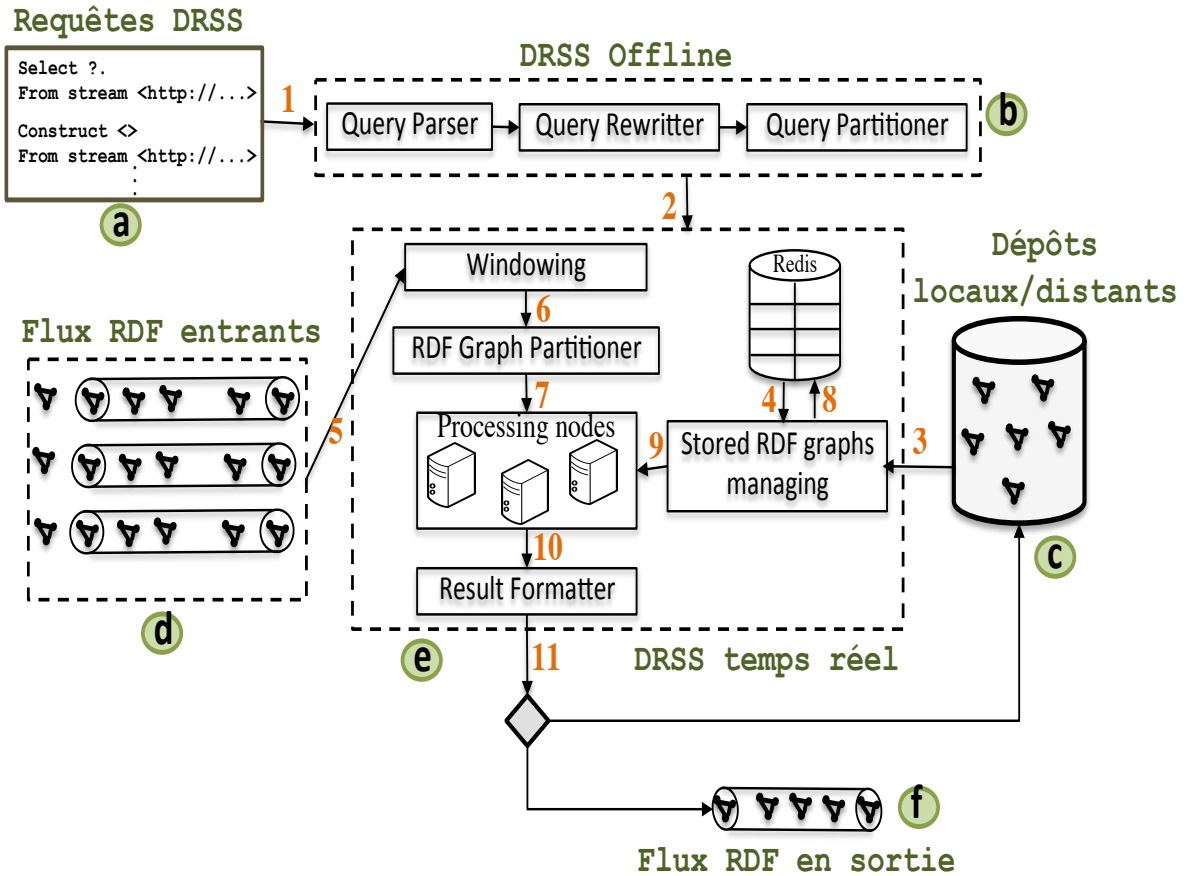 Requêtes DRSS
Select ?.
From stream <http://...>
Construct <>
From stream <http://...>
.
.
.
a
1
DRSS Offline
Query Parser
Query Rewritter
Query Partitioner
b
2
Windowing
6
RDF Graph Partitioner
7
Processing nodes
Redis
4
8
Stored RDF graphs
managing
9
3
Dépôts
locaux/distants
c
Flux RDF entrants
5
d
10
Result Formatter
e
11
DRSS temps réel
f
Flux RDF en sortie